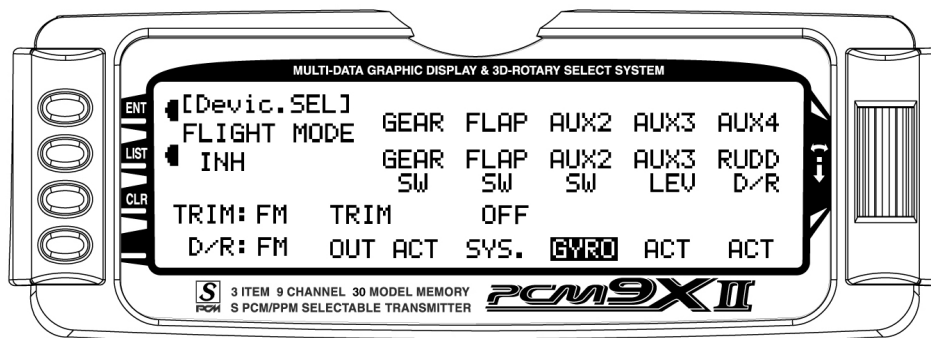 MULTI-DATA GRAPHIC DISPLAY & 3D-ROTARY SELECT SYSTEM
ENT
LIST
CLR
[Devic.SEL]
FLIGHT MODE GEAR FLAP AUX2 AUX3 AUX4
INH GEAR FLAP AUX2 AUX3 RUDD
SW SW SW LEV D/R
TRIM: FM TRIM OFF
D/R: FM OUT ACT SYS. GYRO ACT ACT
S PCM 3 ITEM 9 CHANNEL 30 MODEL MEMORY
S PCM/PPM SELECTABLE TRANSMITTER
PCM9X II